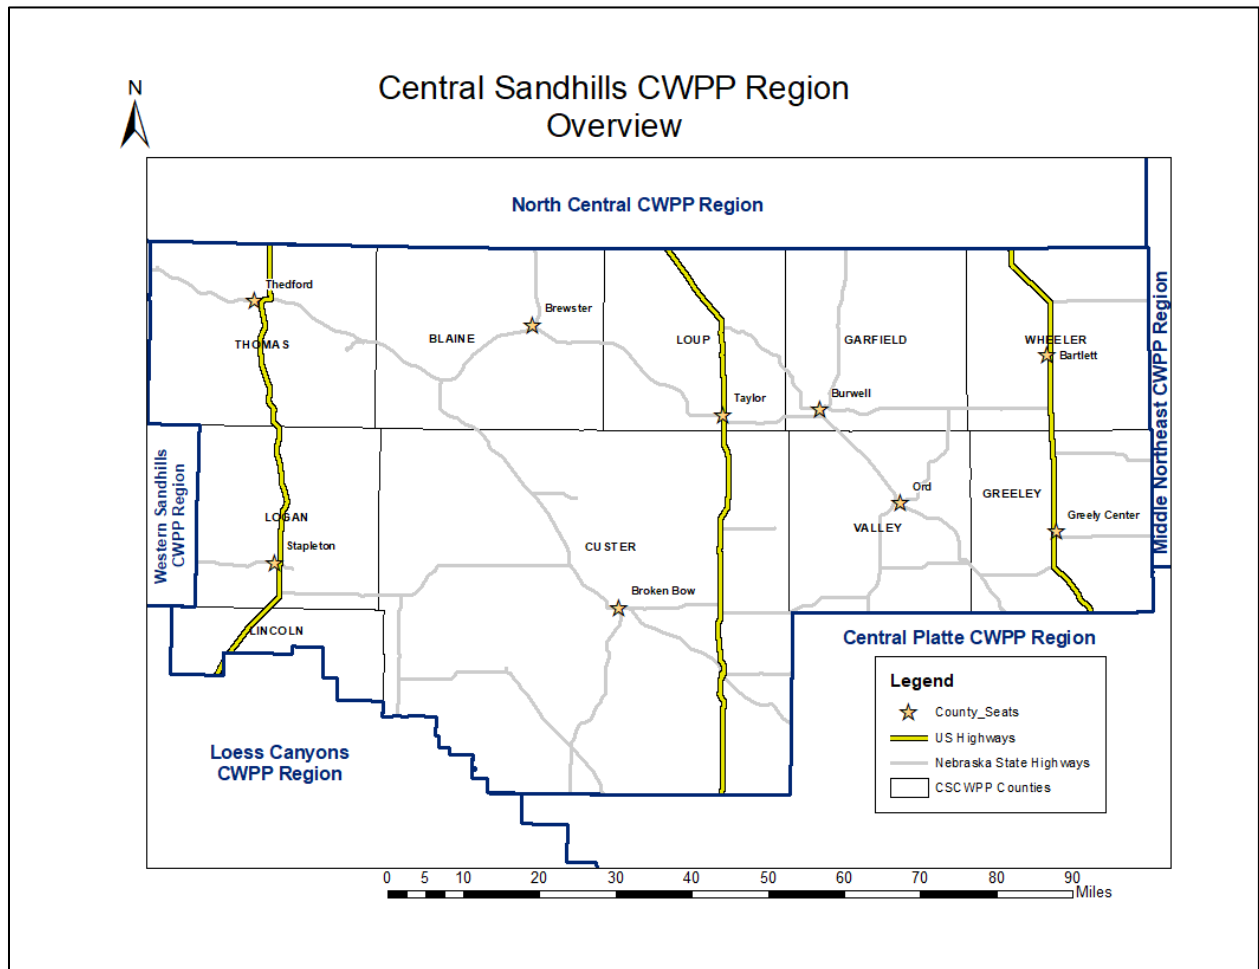 Central Sandhills CWPP Region
Overview
N
North Central CWPP Region
Thedford
THOMAS
BLAINE
Brewster
LOUP
GARFIELD
WHEELER
Bartlett
Taylor
Burwell
Middle Northeast CWPP Region
Western Sandhills
CWPP Region
LOGAN
Stapleton
CUSTER
Ord
VALLEY
GREELEY
Greely Center
Broken Bow
LINCOLN
Central Platte CWPP Region
Loess Canyons
CWPP Region
Legend
County_Seats
US Highways
Nebraska State Highways
CSCWPP Counties
0 5 10 20 30 40 50 60 70 80 90
Miles